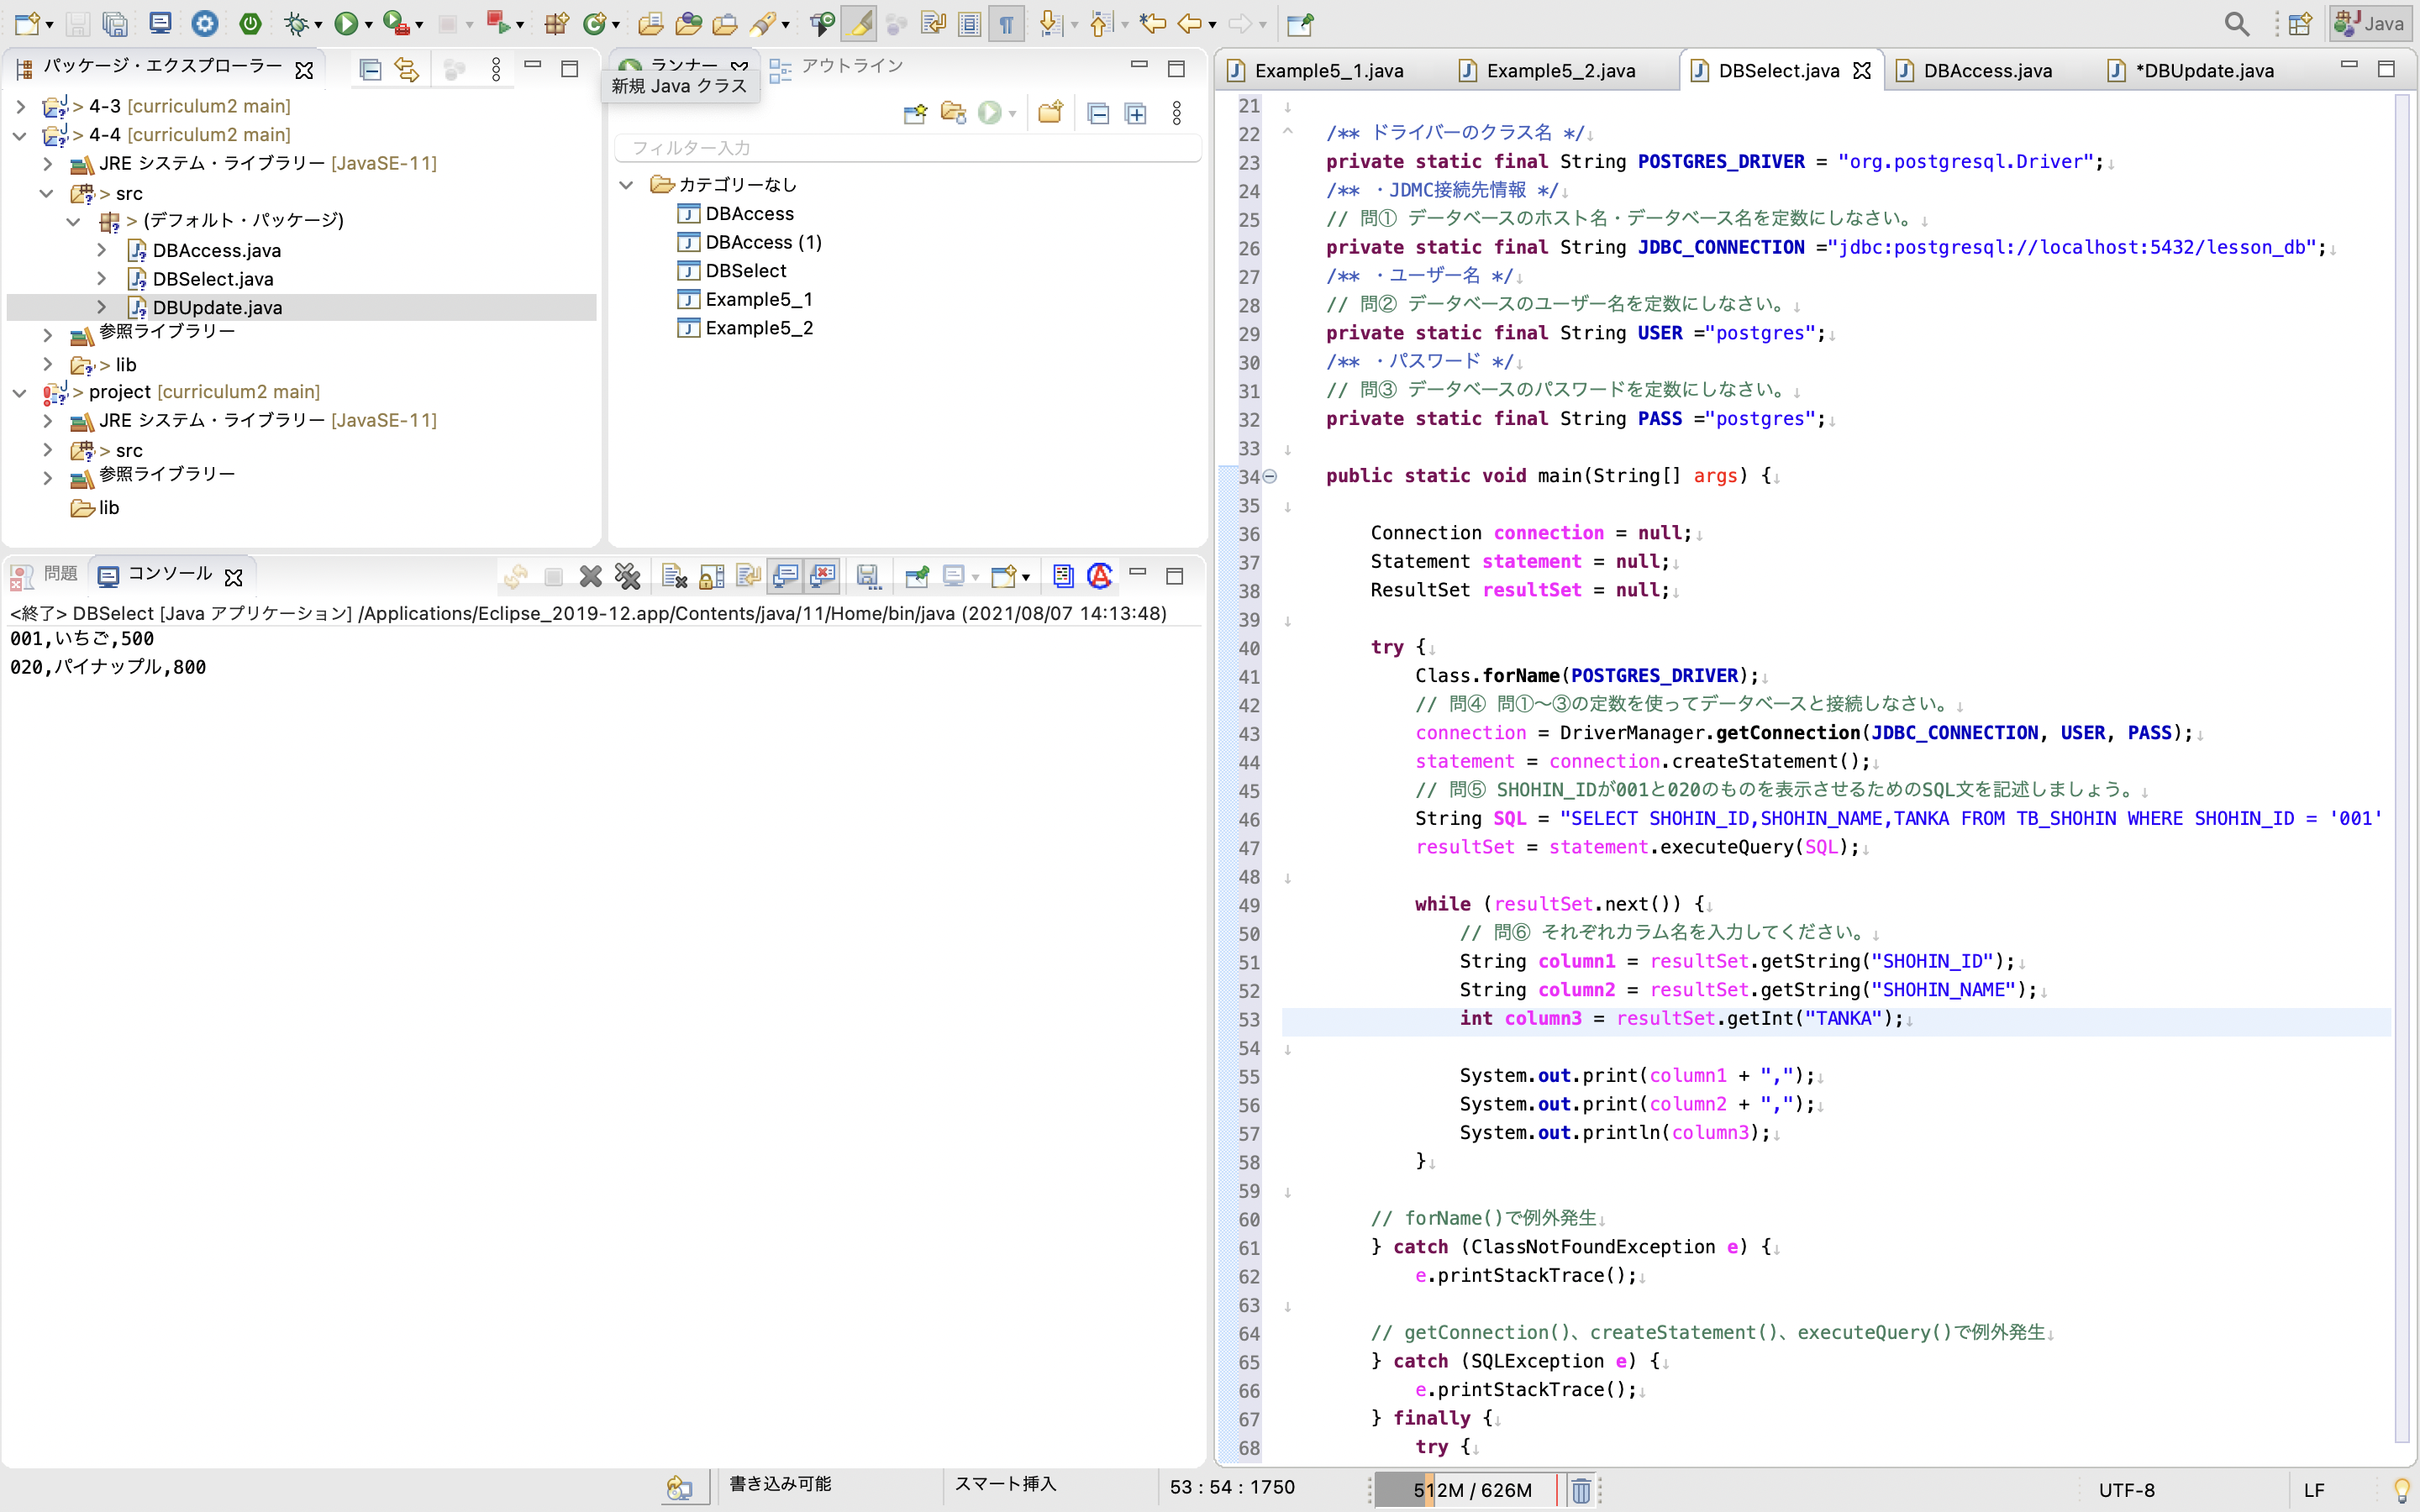 Java
パッケージ・エクスプローラー
> 4-3 [curriculum2 main]
> 4-4 [curriculum2 main]
JRE システム・ライブラリー [JavaSE-11]
> src
> (デフォルト・パッケージ)
DBAccess.java
DBSelect.java
DBUpdate.java
参照ライブラリー
> lib
> project [curriculum2 main]
JRE システム・ライブラリー [JavaSE-11]
> src
参照ライブラリー
lib
ランナー
アウトライン
新規 Java クラス
フィルター入力
カテゴリーなし
DBAccess
DBAccess (1)
DBSelect
Example5_1
Example5_2
問題
コンソール
<終了> DBSelect [Java アプリケーション] /Applications/Eclipse_2019-12.app/Contents/java/11/Home/bin/java (2021/08/07 14:13:48)
001,いちご,500
020,パイナップル,800
Example5_1.java
Example5_2.java
DBSelect.java
DBAccess.java
*DBUpdate.java
21
22 /** ドライバーのクラス名 */
23 private static final String POSTGRES_DRIVER = "org.postgresql.Driver";
24 /** ・JDMC接続先情報 */
25 // 問① データベースのホスト名・データベース名を定数にしなさい。
26 private static final String JDBC_CONNECTION ="jdbc:postgresql://localhost:5432/lesson_db";
27 /** ・ユーザー名 */
28 // 問② データベースのユーザー名を定数にしなさい。
29 private static final String USER ="postgres";
30 /** ・パスワード */
31 // 問③ データベースのパスワードを定数にしなさい。
32 private static final String PASS ="postgres";
33
34 public static void main(String[] args) {
35
36 Connection connection = null;
37 Statement statement = null;
38 ResultSet resultSet = null;
39
40 try {
41 Class.forName(POSTGRES_DRIVER);
42 // 問④ 問①〜③の定数を使ってデータベースと接続しなさい。
43 connection = DriverManager.getConnection(JDBC_CONNECTION, USER, PASS);
44 statement = connection.createStatement();
45 // 問⑤ SHOHIN_IDが001と020のものを表示させるためのSQL文を記述しましょう。
46 String SQL = "SELECT SHOHIN_ID,SHOHIN_NAME,TANKA FROM TB_SHOHIN WHERE SHOHIN_ID = '001'
47 resultSet = statement.executeQuery(SQL);
48
49 while (resultSet.next()) {
50 // 問⑥ それぞれカラム名を入力してください。
51 String column1 = resultSet.getString("SHOHIN_ID");
52 String column2 = resultSet.getString("SHOHIN_NAME");
53 int column3 = resultSet.getInt("TANKA");
54
55 System.out.print(column1 + ",");
56 System.out.print(column2 + ",");
57 System.out.println(column3);
58 }
59
60 // forName()で例外発生
61 } catch (ClassNotFoundException e) {
62 e.printStackTrace();
63
64 // getConnection()、createStatement()、executeQuery()で例外発生
65 } catch (SQLException e) {
66 e.printStackTrace();
67 } finally {
68 try {
書き込み可能
スマート挿入
53 : 54 : 1750
512M / 626M
UTF-8
LF